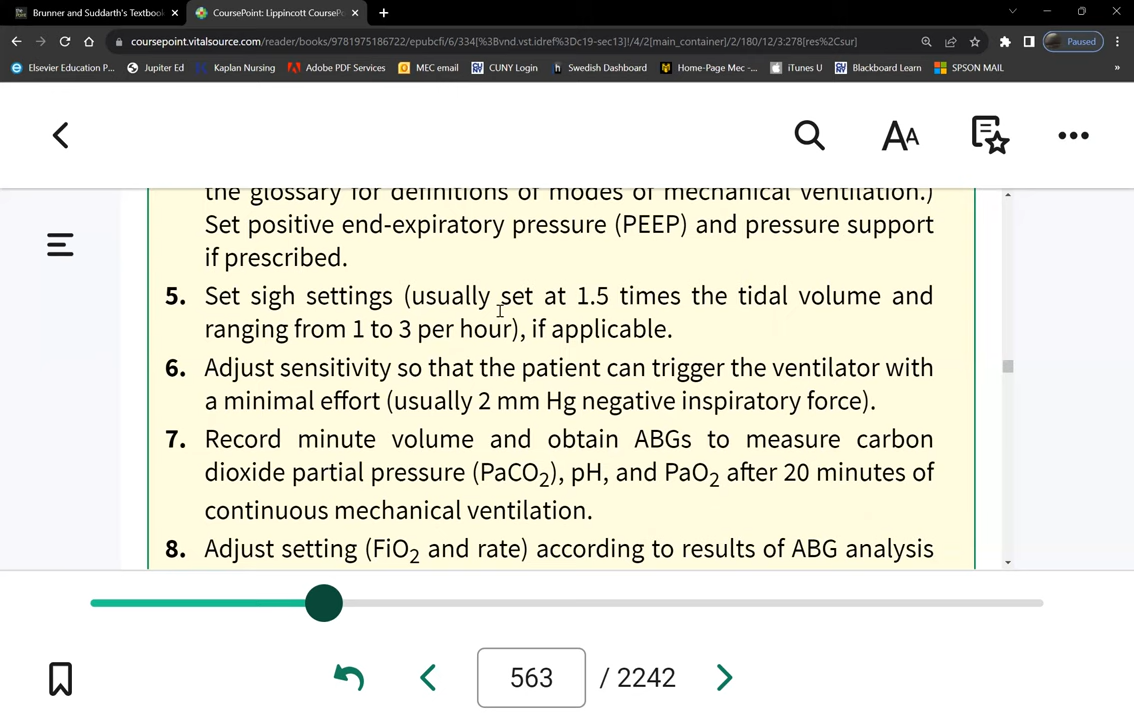 Brunner and Suddarth's Textbook
CoursePoint: Lippincott CoursePo
coursepoint.vitalsource.com/reader/books/9781975186722/epubcfi/6/334[%3Bvnd.vst.idref%3Dc19-sec13]!/4/2[main_container]/2/180/12/3:278[res%2Csur]
Paused
Elsevier Education P... Jupiter Ed Kaplan Nursing Adobe PDF Services MEC email CUNY Login Swedish Dashboard Home-Page Mec -... iTunes U Blackboard Learn SPSON MAIL »
the glossary for definitions of modes of mechanical ventilation.)
Set positive end-expiratory pressure (PEEP) and pressure support
if prescribed.
5. Set sigh settings (usually set at 1.5 times the tidal volume and
ranging from 1 to 3 per hour), if applicable.
6. Adjust sensitivity so that the patient can trigger the ventilator with
a minimal effort (usually 2 mm Hg negative inspiratory force).
7. Record minute volume and obtain ABGs to measure carbon
dioxide partial pressure (PaCO2), pH, and PaO2 after 20 minutes of
continuous mechanical ventilation.
8. Adjust setting (FiO2 and rate) according to results of ABG analysis
563 / 2242